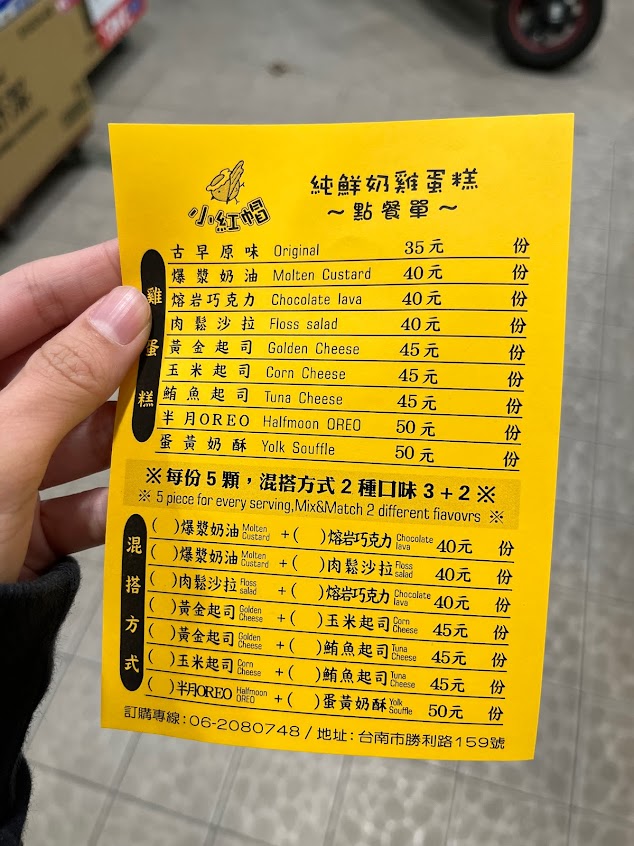 小紅帽
純鮮奶雞蛋糕
～點餐單～
雞蛋糕
古早原味 Original 35元 份
爆漿奶油 Molten Custard 40元 份
熔岩巧克力 Chocolate lava 40元 份
肉鬆沙拉 Floss salad 40元 份
黃金起司 Golden Cheese 45元 份
玉米起司 Corn Cheese 45元 份
鮪魚起司 Tuna Cheese 45元 份
半月OREO Halfmoon OREO 50元 份
蛋黃奶酥 Yolk Souffle 50元 份
※每份5顆，混搭方式2種口味3+2※
※ 5 piece for every serving,Mix&Match 2 different fiavovrs ※
混搭方式
( )爆漿奶油 Molten Custard +( )熔岩巧克力 Chocolate lava 40元 份
( )爆漿奶油 Molten Custard +( )肉鬆沙拉 Floss salad 40元 份
( )肉鬆沙拉 Floss salad +( )熔岩巧克力 Chocolate lava 40元 份
( )黃金起司 Golden Cheese +( )玉米起司 Corn Cheese 45元 份
( )黃金起司 Golden Cheese +( )鮪魚起司 Tuna Cheese 45元 份
( )玉米起司 Corn Cheese +( )鮪魚起司 Tuna Cheese 45元 份
( )半月OREO Halfmoon OREO +( )蛋黃奶酥 Yolk Souffle 50元 份
訂購專線:06-2080748/地址:台南市勝利路159號